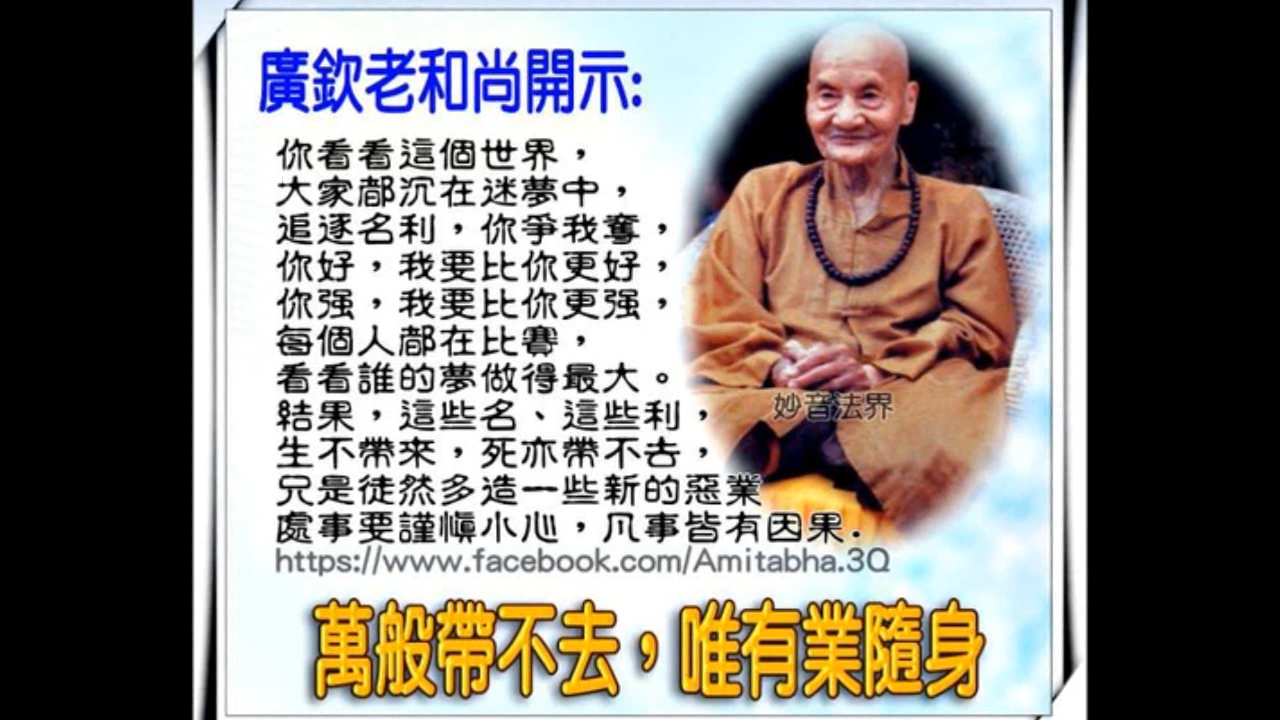 廣欽老和尚開示:
你看看這個世界，
大家都沉在迷夢中，
追逐名利，你爭我奪，
你好，我要比你更好，
你强，我要比你更强，
每個人都在比賽，
看看誰的夢做得最大。
結果，這些名、這些利，
生不帶來，死亦帶不去，
只是徒然多造一些新的惡業
處事要謹慎小心，凡事皆有因果.
https://www.facebook.com/Amitabha.3Q
妙音法界
萬般帶不去，唯有業隨身